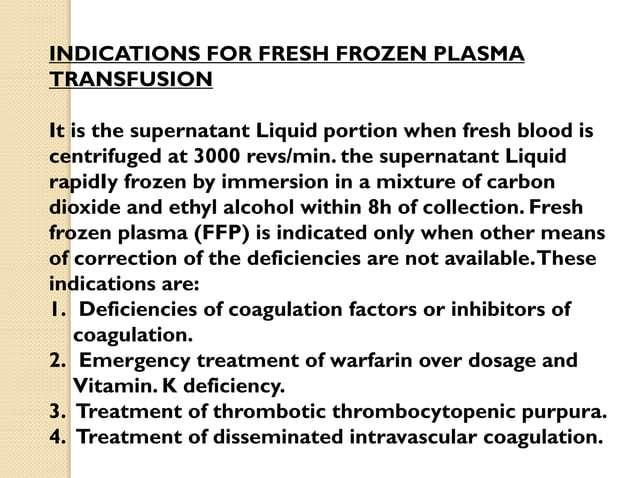 INDICATIONS FOR FRESH FROZEN PLASMA
TRANSFUSION
It is the supernatant Liquid portion when fresh blood is
centrifuged at 3000 revs/min. the supernatant Liquid
rapidly frozen by immersion in a mixture of carbon
dioxide and ethyl alcohol within 8h of collection. Fresh
frozen plasma (FFP) is indicated only when other means
of correction of the deficiencies are not available. These
indications are:
1. Deficiencies of coagulation factors or inhibitors of
coagulation.
2. Emergency treatment of warfarin over dosage and
Vitamin. K deficiency.
3. Treatment of thrombotic thrombocytopenic purpura.
4. Treatment of disseminated intravascular coagulation.